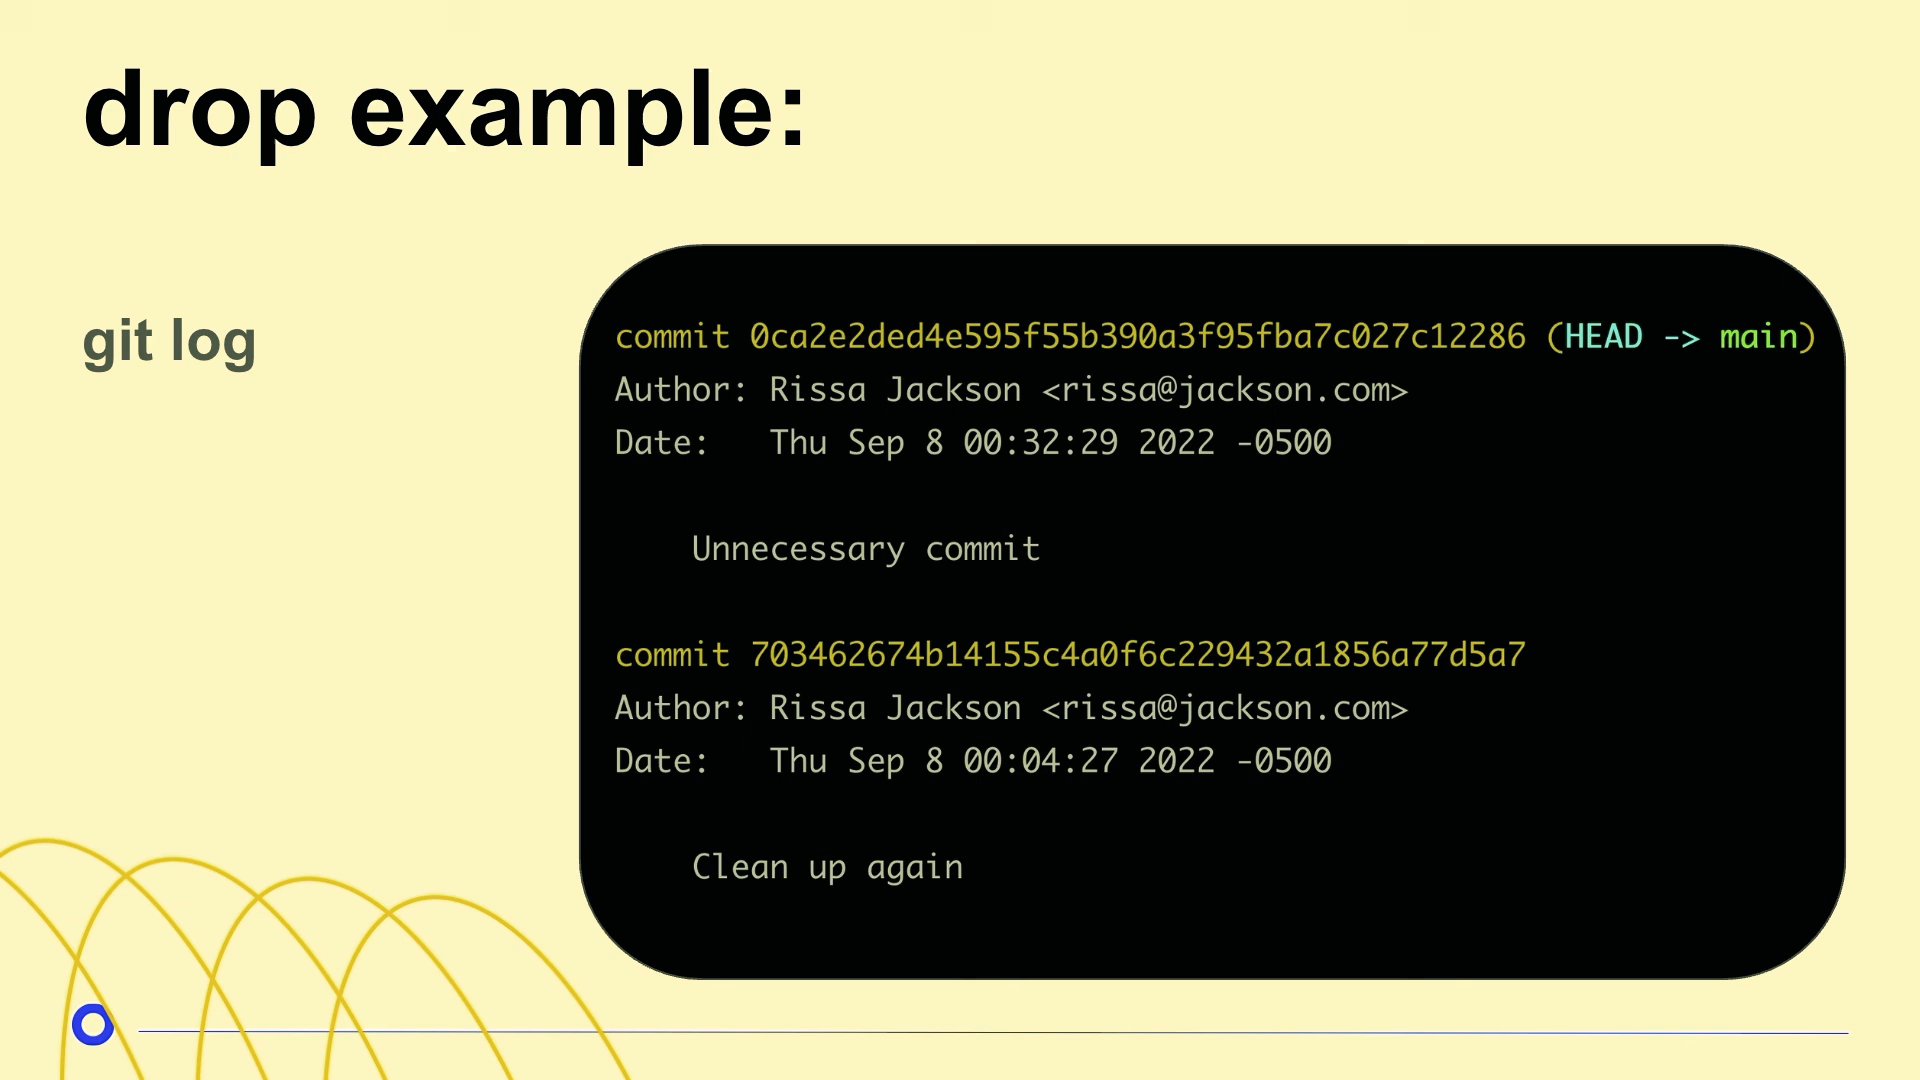 drop example:
git log
commit 0ca2e2ded4e595f55b390a3f95fba7c027c12286 (HEAD -> main)
Author: Rissa Jackson <rissa@jackson.com>
Date:   Thu Sep 8 00:32:29 2022 -0500
Unnecessary commit
commit 703462674b14155c4a0f6c229432a1856a77d5a7
Author: Rissa Jackson <rissa@jackson.com>
Date:   Thu Sep 8 00:04:27 2022 -0500
Clean up again